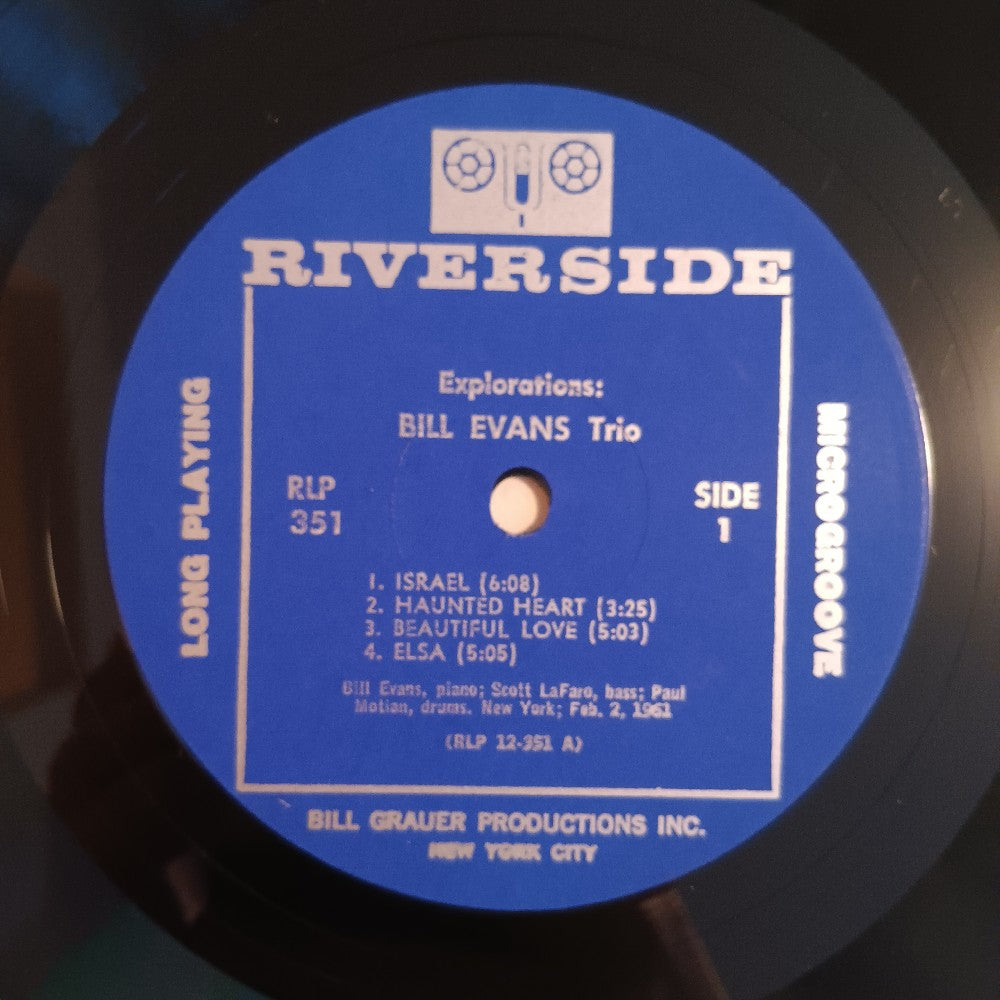 RIVERSIDE
Explorations:
BILL EVANS Trio
RLP
351
SIDE
1
LONG PLAYING
MICROGROOVE
1. ISRAEL (6:08)
2. HAUNTED HEART (3:25)
3. BEAUTIFUL LOVE (5:03)
4. ELSA (5:05)
Bill Evans, piano; Scott LaFaro, bass; Paul
Motian, drums. New York; Feb. 2, 1961
(RLP 12-351 A)
BILL GRAUER PRODUCTIONS INC.
NEW YORK CITY